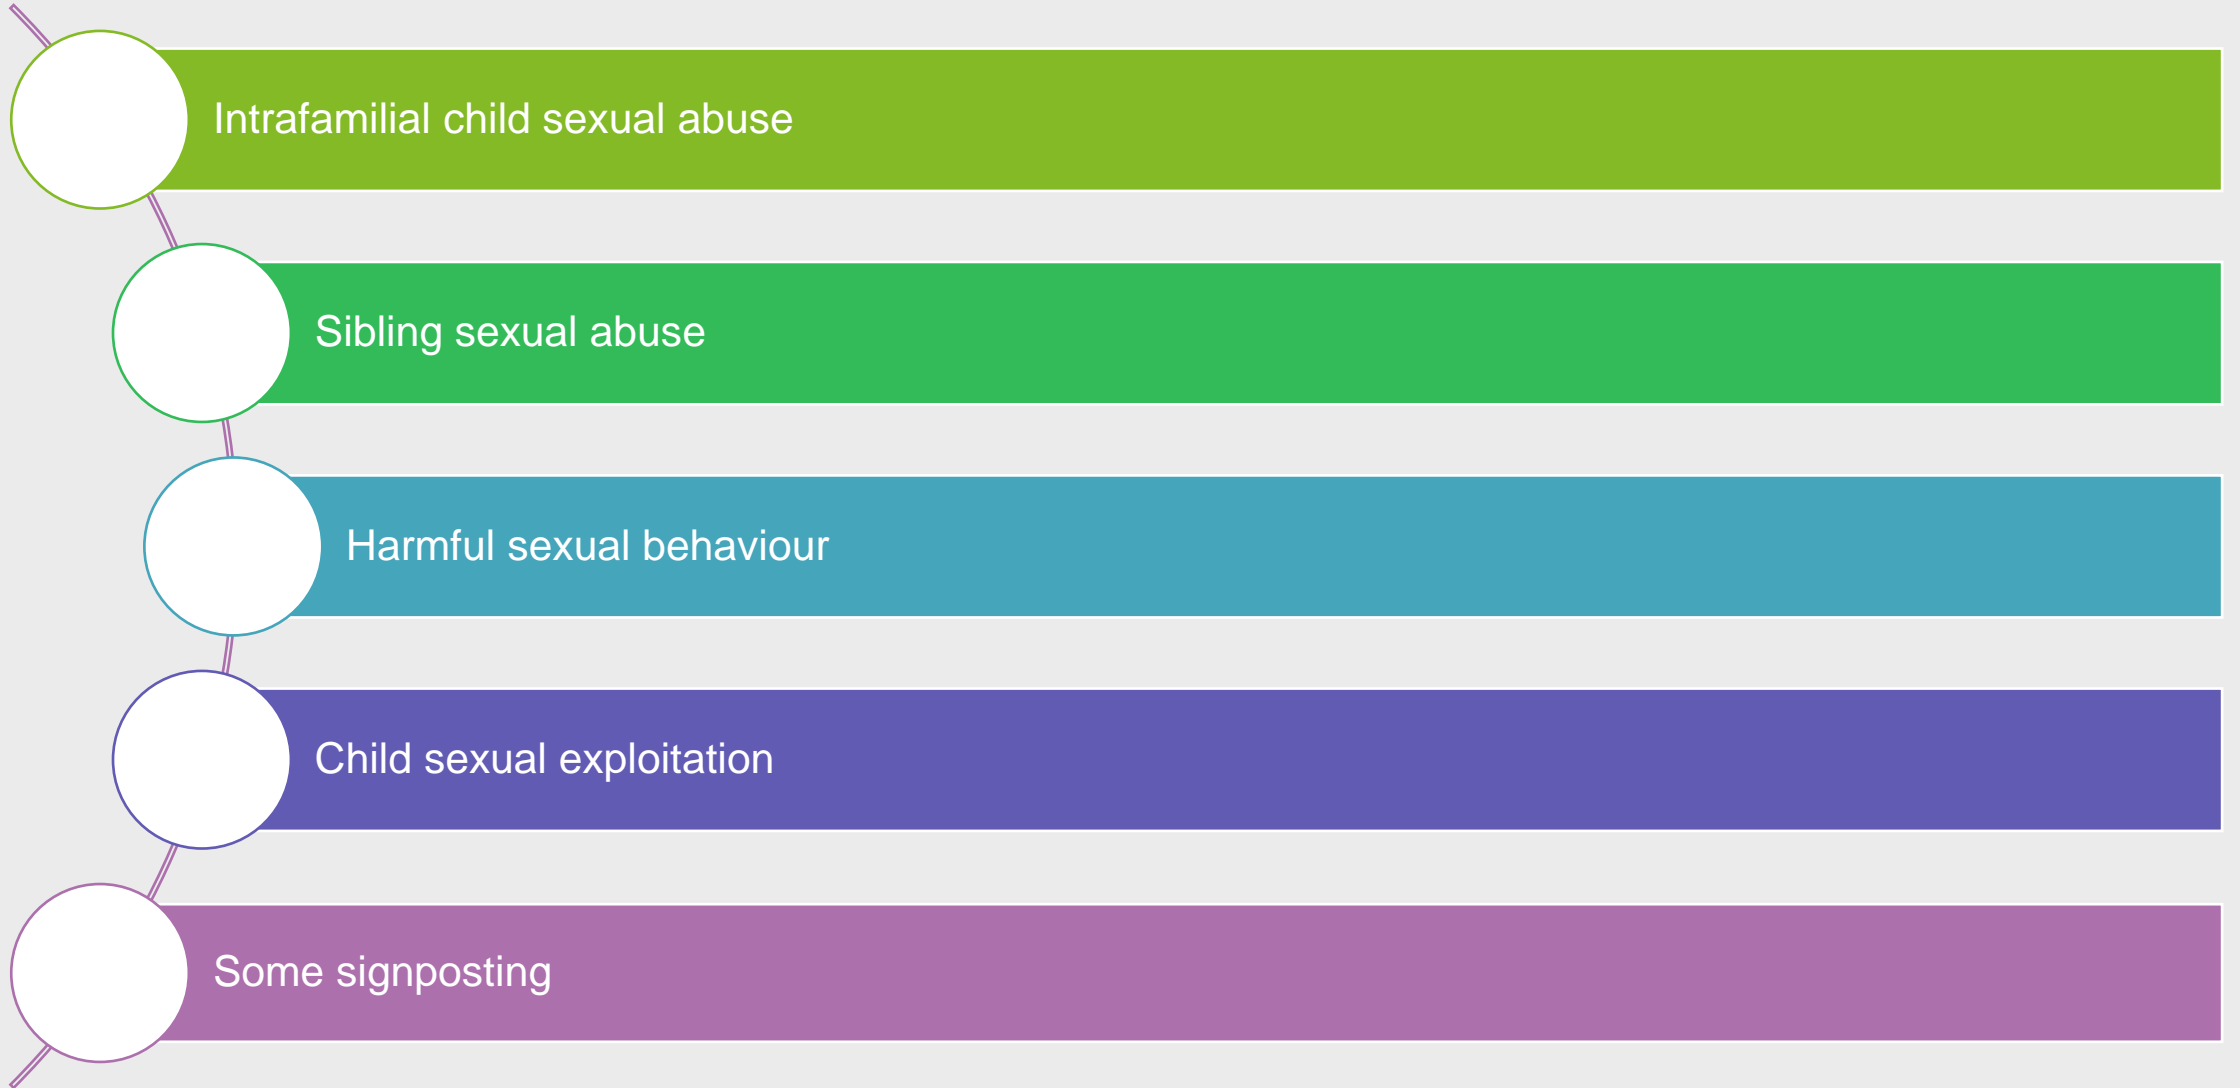 Intrafamilial child sexual abuse
Sibling sexual abuse
Harmful sexual behaviour
Child sexual exploitation
Some signposting